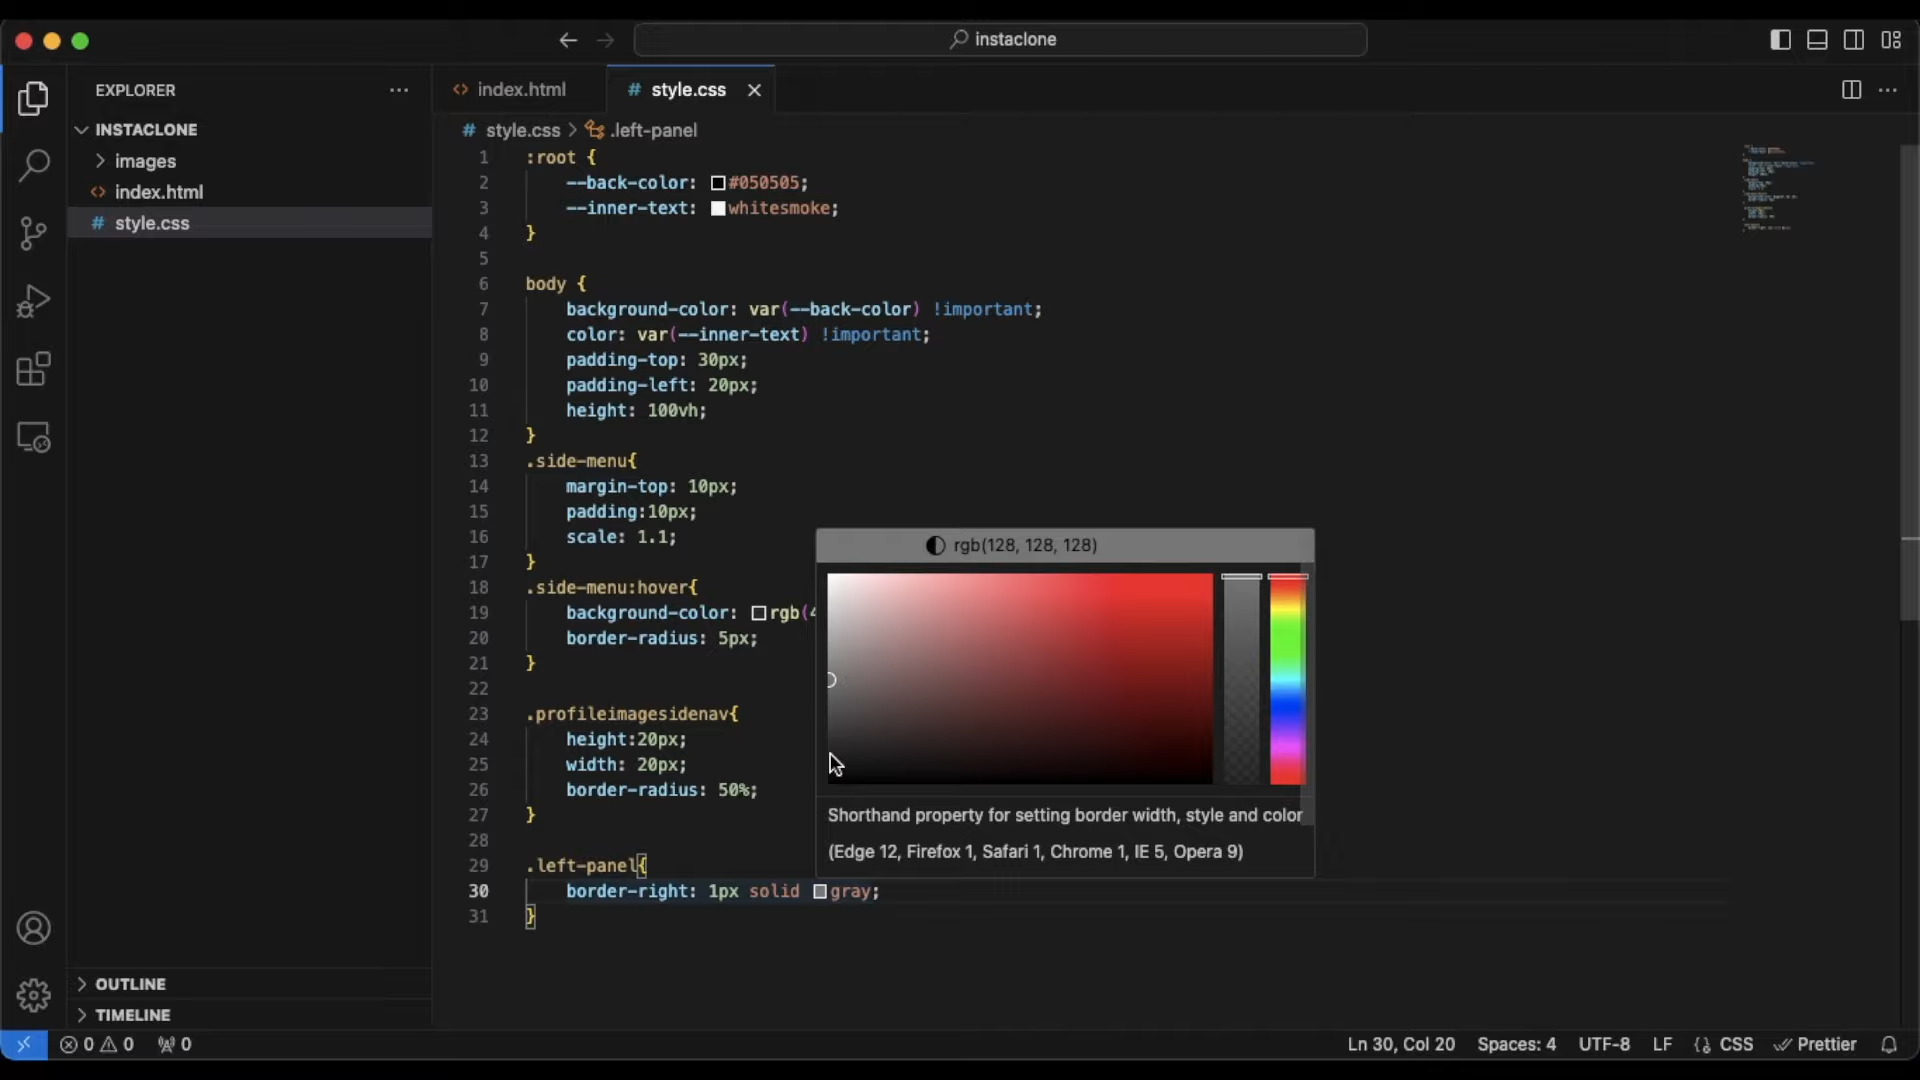 instaclone
EXPLORER
INSTACLONE
images
index.html
style.css
OUTLINE
TIMELINE
index.html
# style.css
# style.css > .left-panel
1 :root {
2 --back-color: #050505;
3 --inner-text: whitesmoke;
4 }
5
6 body {
7 background-color: var(--back-color) !important;
8 color: var(--inner-text) !important;
9 padding-top: 30px;
10 padding-left: 20px;
11 height: 100vh;
12 }
13 .side-menu{
14 margin-top: 10px;
15 padding:10px;
16 scale: 1.1;
17 }
18 .side-menu:hover{
19 background-color: rgb(4
20 border-radius: 5px;
21 }
22
23 .profileimagesidenav{
24 height:20px;
25 width: 20px;
26 border-radius: 50%;
27 }
28
29 .left-panel{
30 border-right: 1px solid gray;
31 }
rgb(128, 128, 128)
Shorthand property for setting border width, style and color
(Edge 12, Firefox 1, Safari 1, Chrome 1, IE 5, Opera 9)
0 0 0
Ln 30, Col 20 Spaces: 4 UTF-8 LF {} CSS Prettier